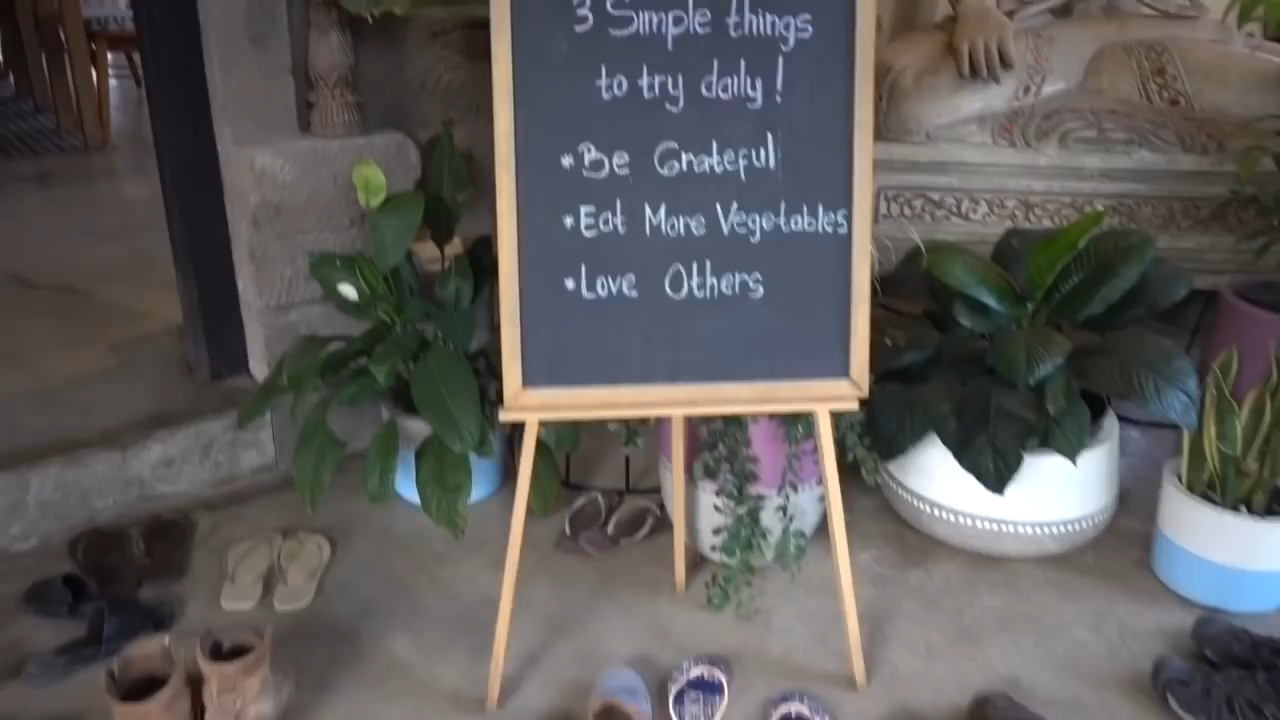 3 Simple things
to try daily!
*Be Grateful
*Eat More Vegetables
*Love Others